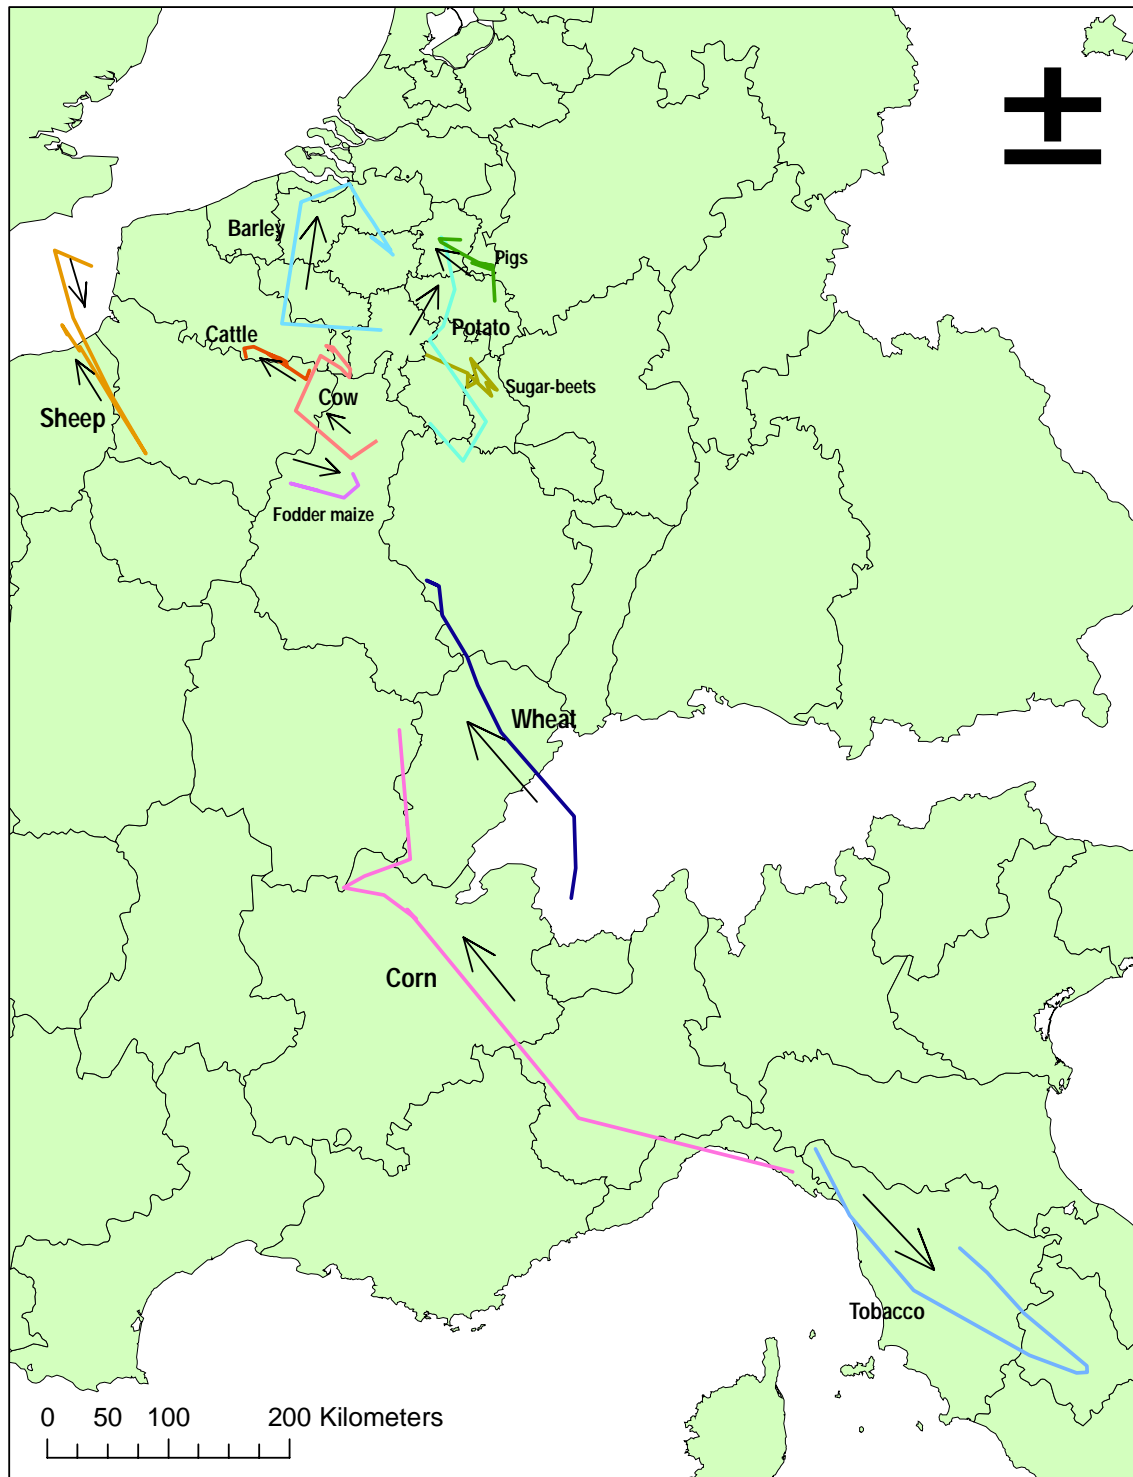 Barley
Pigs
Potato
Cattle
Sugar-beets
Cow
Sheep
Fodder maize
Wheat
Corn
Tobacco
0 50 100 200 Kilometers